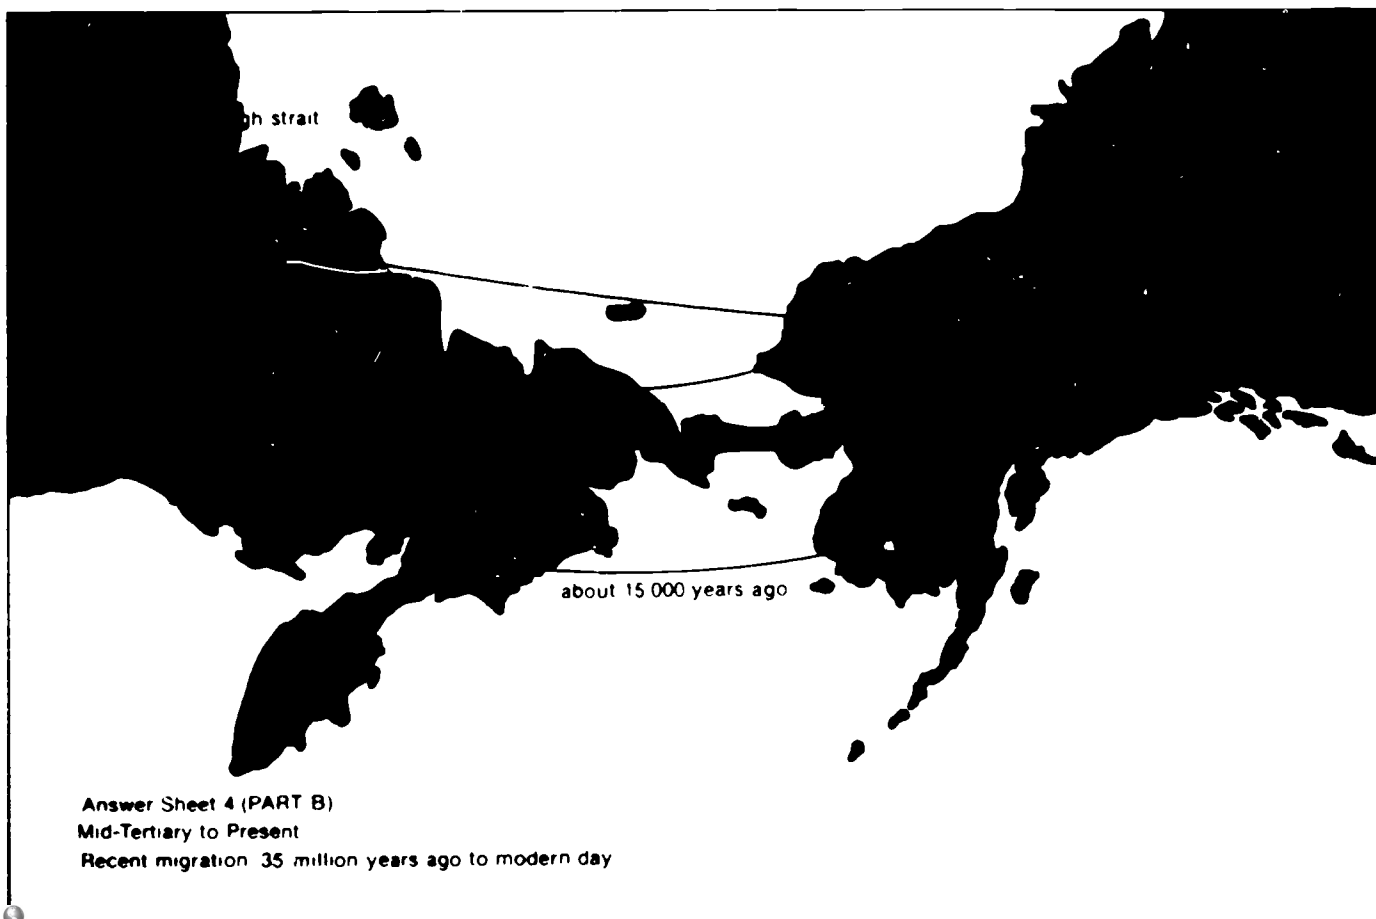 strait
about 15 000 years ago
Answer Sheet 4 (PART B)
Mid-Tertiary to Present
Recent migration 35 million years ago to modern day